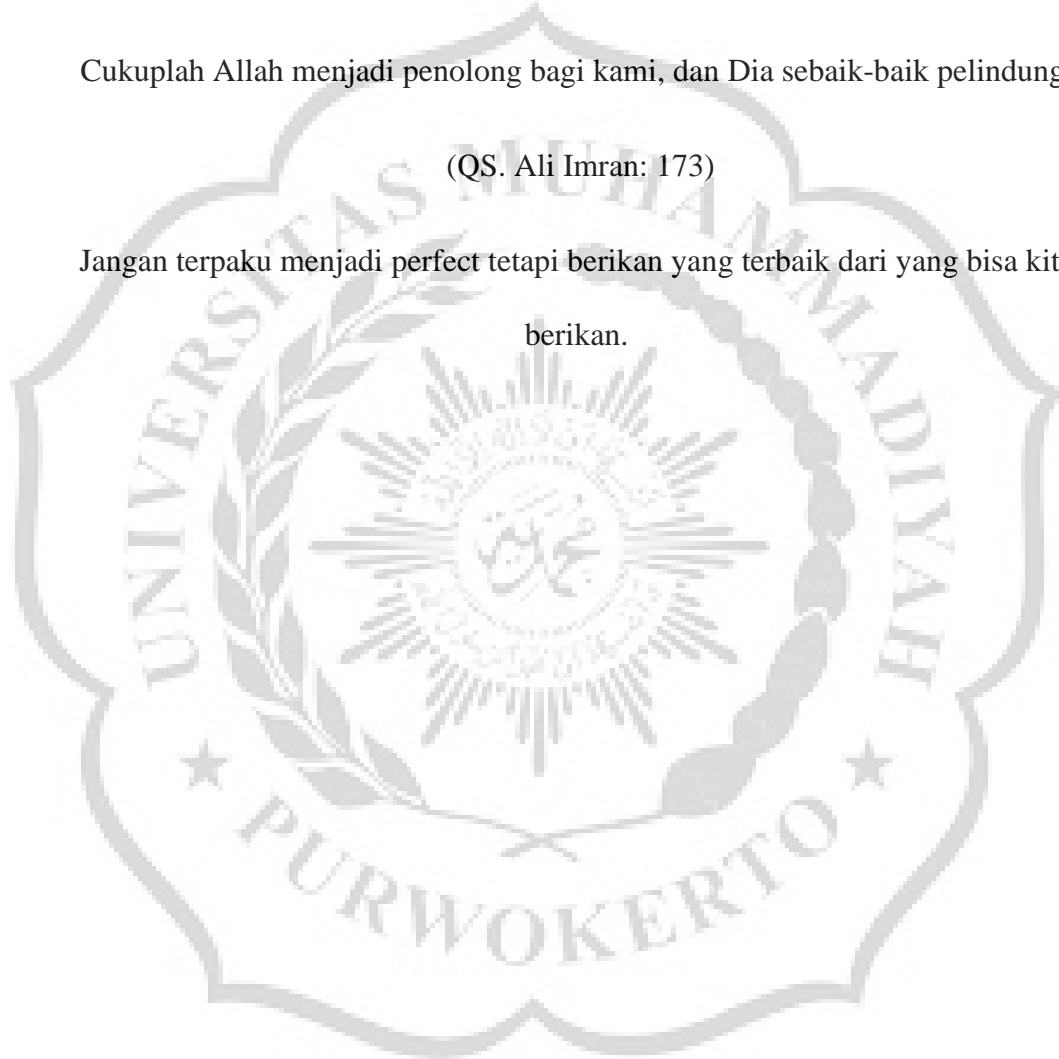 Cukuplah Allah menjadi penolong bagi kami, dan Dia sebaik-baik pelindung
(QS. Ali Imran: 173)
Jangan terpaku menjadi perfect tetapi berikan yang terbaik dari yang bisa kit
berikan.
UNIVERSITAS MUHAMMADIYAH
PURWOKERTO